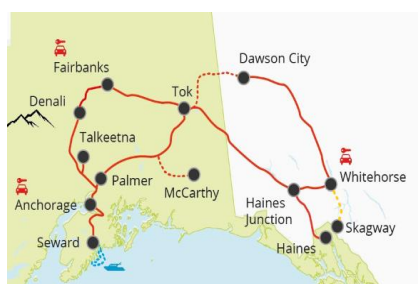 Fairbanks
Dawson City
Tok
Denali
Talkeetna
Whitehorse
Palmer
McCarthy
Anchorage
Haines
Junction
Skagway
Seward
Haines